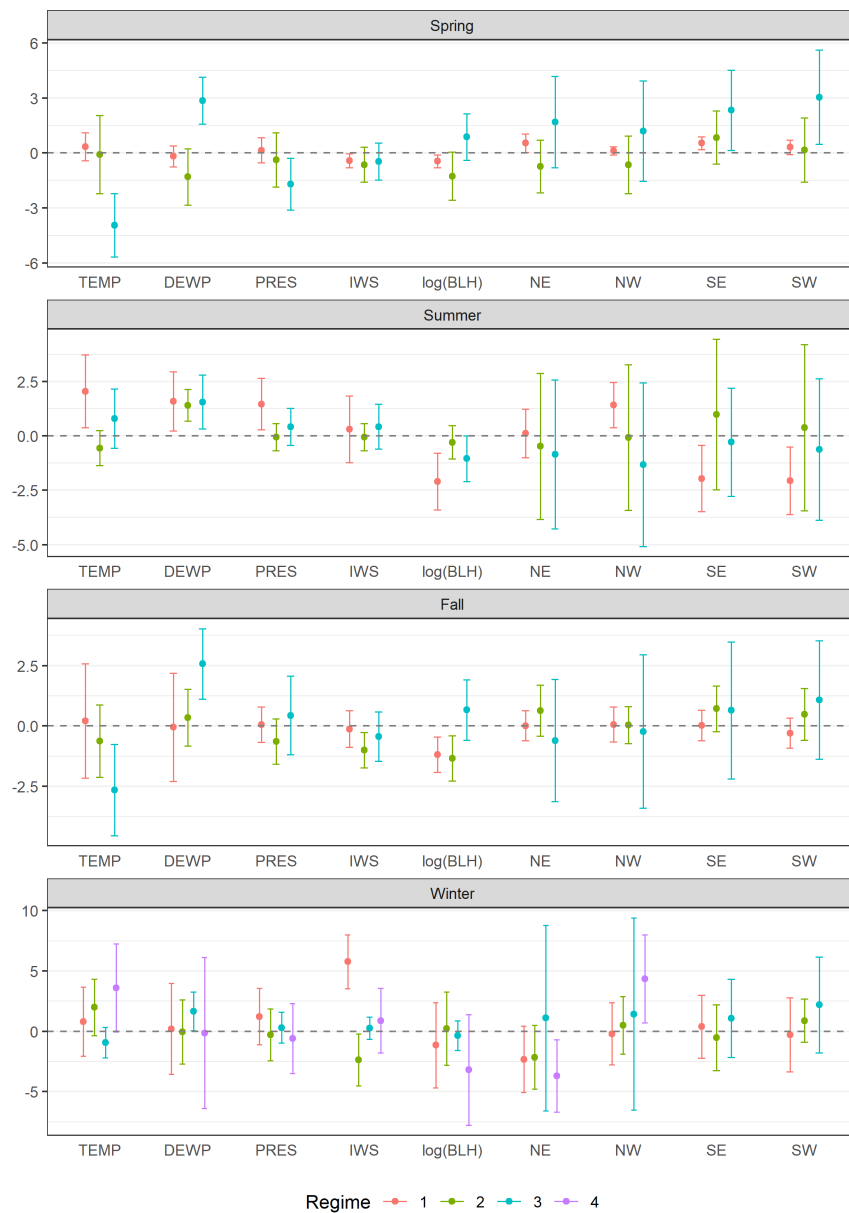 Spring
6
3
0
-3
-6
TEMP DEWP PRES IWS log(BLH) NE NW SE SW
Summer
2.5
0.0
-2.5
-5.0
TEMP DEWP PRES IWS log(BLH) NE NW SE SW
Fall
2.5
0.0
-2.5
TEMP DEWP PRES IWS log(BLH) NE NW SE SW
Winter
10
5
0
-5
TEMP DEWP PRES IWS log(BLH) NE NW SE SW
Regime 1 2 3 4